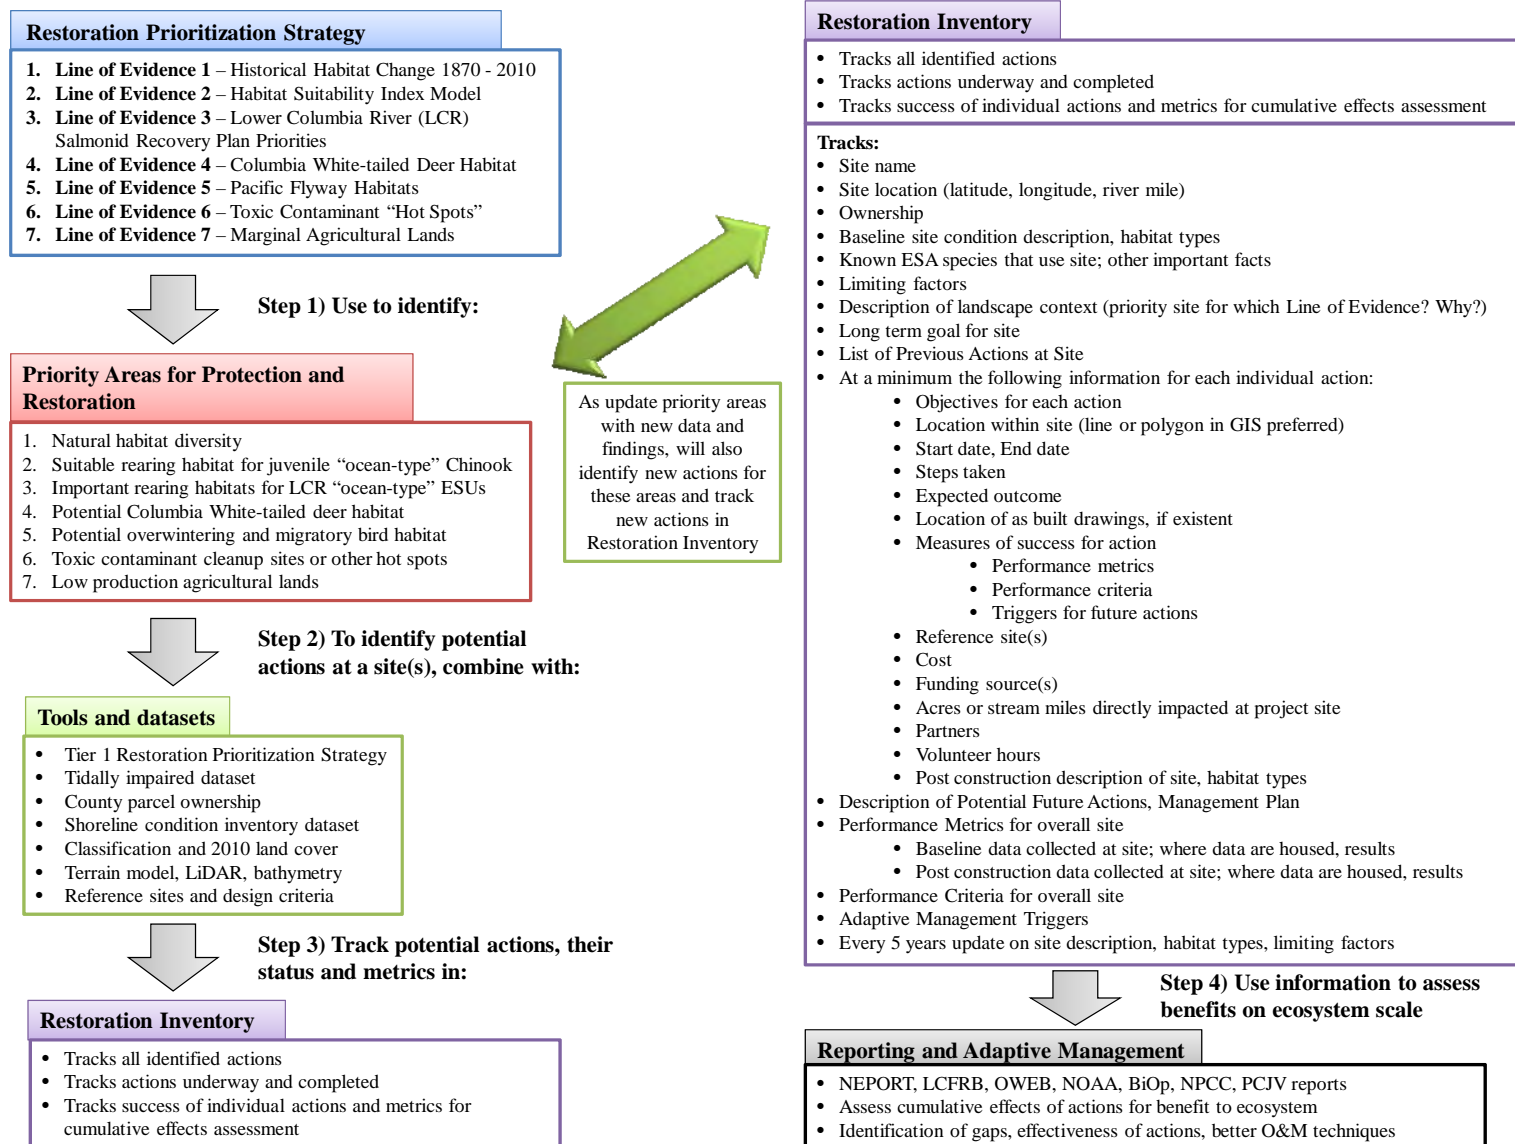 Restoration Prioritization Strategy
1. Line of Evidence 1 – Historical Habitat Change 1870 - 2010
2. Line of Evidence 2 – Habitat Suitability Index Model
3. Line of Evidence 3 – Lower Columbia River (LCR)
Salmonid Recovery Plan Priorities
4. Line of Evidence 4 – Columbia White-tailed Deer Habitat
5. Line of Evidence 5 – Pacific Flyway Habitats
6. Line of Evidence 6 – Toxic Contaminant “Hot Spots”
7. Line of Evidence 7 – Marginal Agricultural Lands
Step 1) Use to identify:
Priority Areas for Protection and
Restoration
1. Natural habitat diversity
2. Suitable rearing habitat for juvenile “ocean-type” Chinook
3. Important rearing habitats for LCR “ocean-type” ESUs
4. Potential Columbia White-tailed deer habitat
5. Potential overwintering and migratory bird habitat
6. Toxic contaminant cleanup sites or other hot spots
7. Low production agricultural lands
As update priority areas
with new data and
findings, will also
identify new actions for
these areas and track
new actions in
Restoration Inventory
Step 2) To identify potential
actions at a site(s), combine with:
Tools and datasets
• Tier 1 Restoration Prioritization Strategy
• Tidally impaired dataset
• County parcel ownership
• Shoreline condition inventory dataset
• Classification and 2010 land cover
• Terrain model, LiDAR, bathymetry
• Reference sites and design criteria
Step 3) Track potential actions, their
status and metrics in:
Restoration Inventory
• Tracks all identified actions
• Tracks actions underway and completed
• Tracks success of individual actions and metrics for
cumulative effects assessment
Restoration Inventory
• Tracks all identified actions
• Tracks actions underway and completed
• Tracks success of individual actions and metrics for cumulative effects assessment
Tracks:
• Site name
• Site location (latitude, longitude, river mile)
• Ownership
• Baseline site condition description, habitat types
• Known ESA species that use site; other important facts
• Limiting factors
• Description of landscape context (priority site for which Line of Evidence? Why?)
• Long term goal for site
• List of Previous Actions at Site
• At a minimum the following information for each individual action:
• Objectives for each action
• Location within site (line or polygon in GIS preferred)
• Start date, End date
• Steps taken
• Expected outcome
• Location of as built drawings, if existent
• Measures of success for action
• Performance metrics
• Performance criteria
• Triggers for future actions
• Reference site(s)
• Cost
• Funding source(s)
• Acres or stream miles directly impacted at project site
• Partners
• Volunteer hours
• Post construction description of site, habitat types
• Description of Potential Future Actions, Management Plan
• Performance Metrics for overall site
• Baseline data collected at site; where data are housed, results
• Post construction data collected at site; where data are housed, results
• Performance Criteria for overall site
• Adaptive Management Triggers
• Every 5 years update on site description, habitat types, limiting factors
Step 4) Use information to assess
benefits on ecosystem scale
Reporting and Adaptive Management
• NEPORT, LCFRB, OWEB, NOAA, BiOp, NPCC, PCJV reports
• Assess cumulative effects of actions for benefit to ecosystem
• Identification of gaps, effectiveness of actions, better O&M techniques